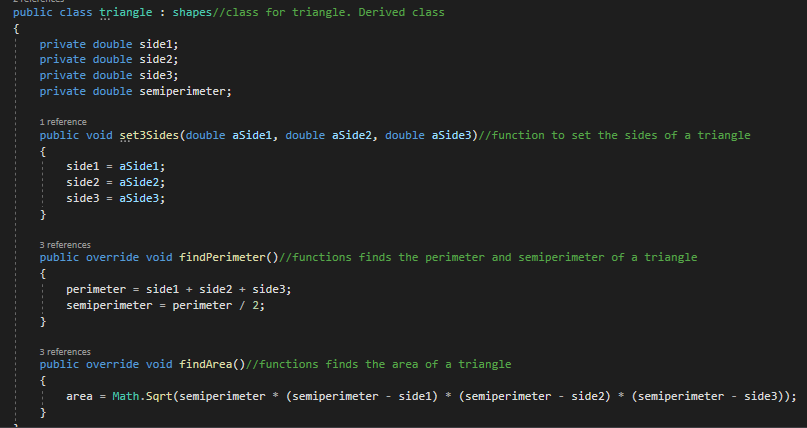 2 references
public class triangle : shapes//class for triangle. Derived class
{
private double side1;
private double side2;
private double side3;
private double semiperimeter;
1 reference
public void set3Sides(double aSide1, double aSide2, double aSide3)//function to set the sides of a triangle
{
side1 = aSide1;
side2 = aSide2;
side3 = aSide3;
}
3 references
public override void findPerimeter()//functions finds the perimeter and semiperimeter of a triangle
{
perimeter = side1 + side2 + side3;
semiperimeter = perimeter / 2;
}
3 references
public override void findArea()//functions finds the area of a triangle
{
area = Math.Sqrt(semiperimeter * (semiperimeter - side1) * (semiperimeter - side2) * (semiperimeter - side3));
}
}